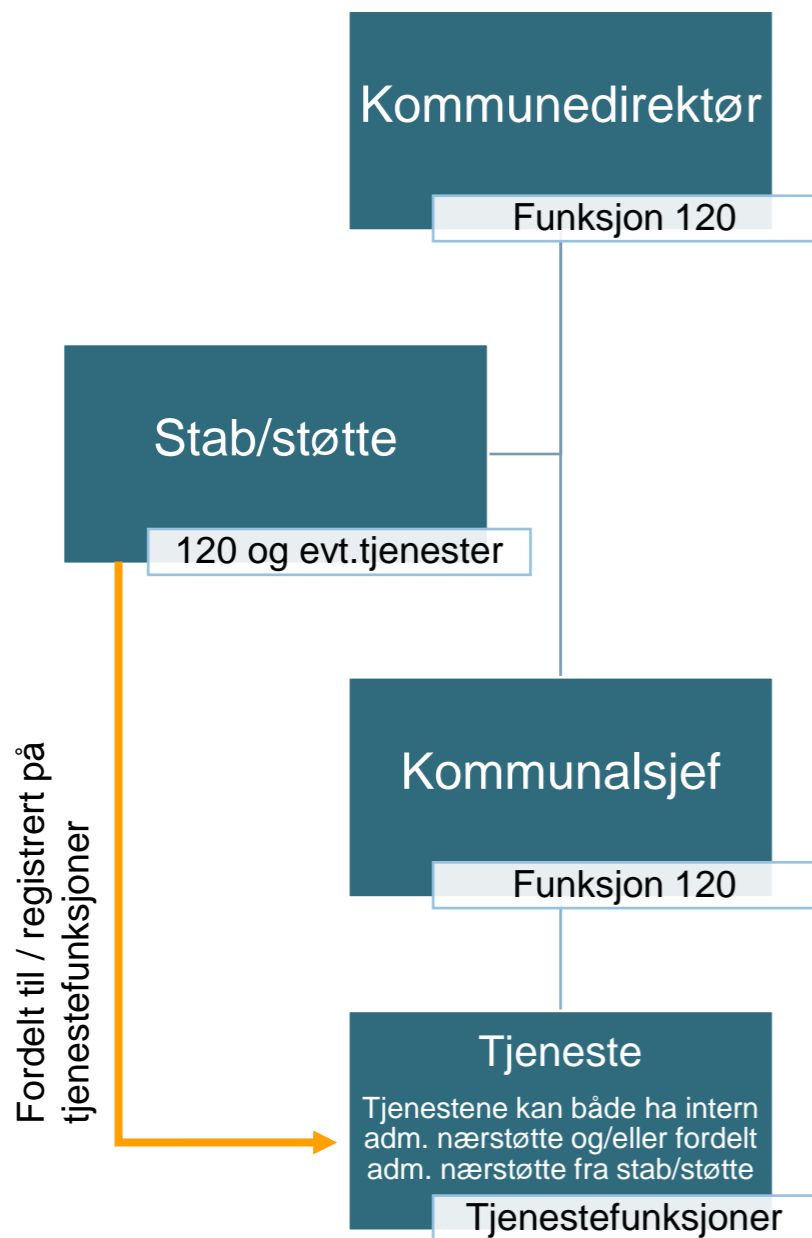 Kommunedirektør
Funksjon 120
Stab/støtte
120 og evt.tjenester
Kommunalsjef
Funksjon 120
Fordelt til / registrert på
tjenestefunksjoner
Tjeneste
Tjenestene kan både ha intern
adm. nærstøtte og/eller fordelt
adm. nærstøtte fra stab/støtte
Tjenestefunksjoner